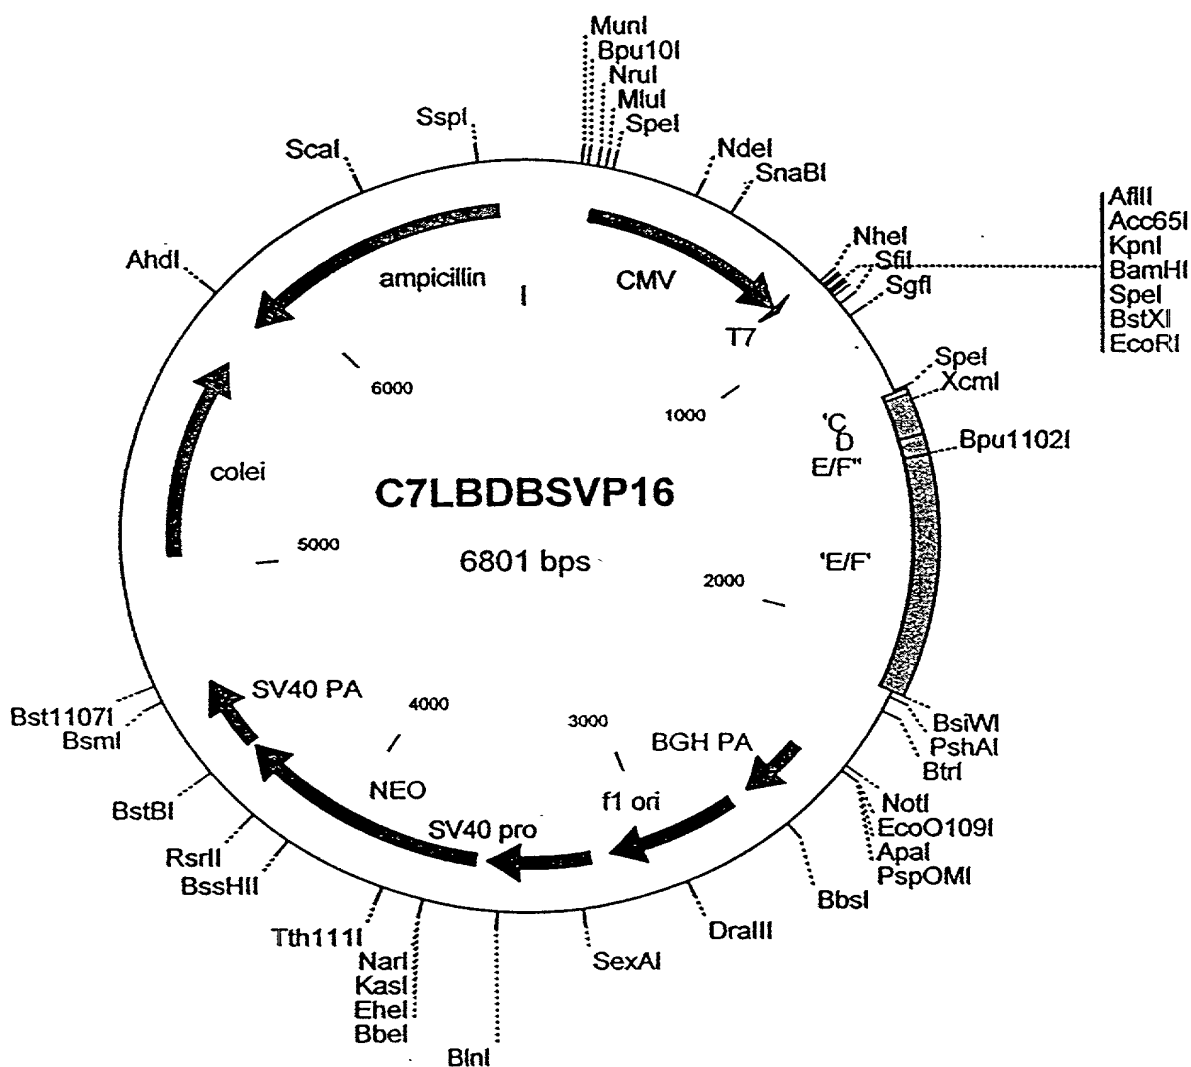 MunI
Bpu10I
NruI
MluI
SpeI
NdeI
SnaBI
SspI
ScaI
AhdI
NheI
SfiI
SgfI
AflII
Acc65I
KpnI
BamHI
SpeI
BstXI
EcoRI
ampicillin
I
CMV
T7
6000
1000
SpeI
XcmI
Bpu1102I
'C
D
E/F"
colei
C7LBDBSVP16
6801 bps
5000
2000
'E/F'
SV40 PA
4000
3000
BGH PA
NEO
SV40 pro
f1 ori
BsiWI
PshAI
BtrI
NotI
EcoO109I
ApaI
PspOMI
BbsI
DraIII
SexAI
BlnI
NarI
KasI
EheI
BbeI
Tth111I
BssHII
RsrII
BstBI
BsmI
Bst1107I